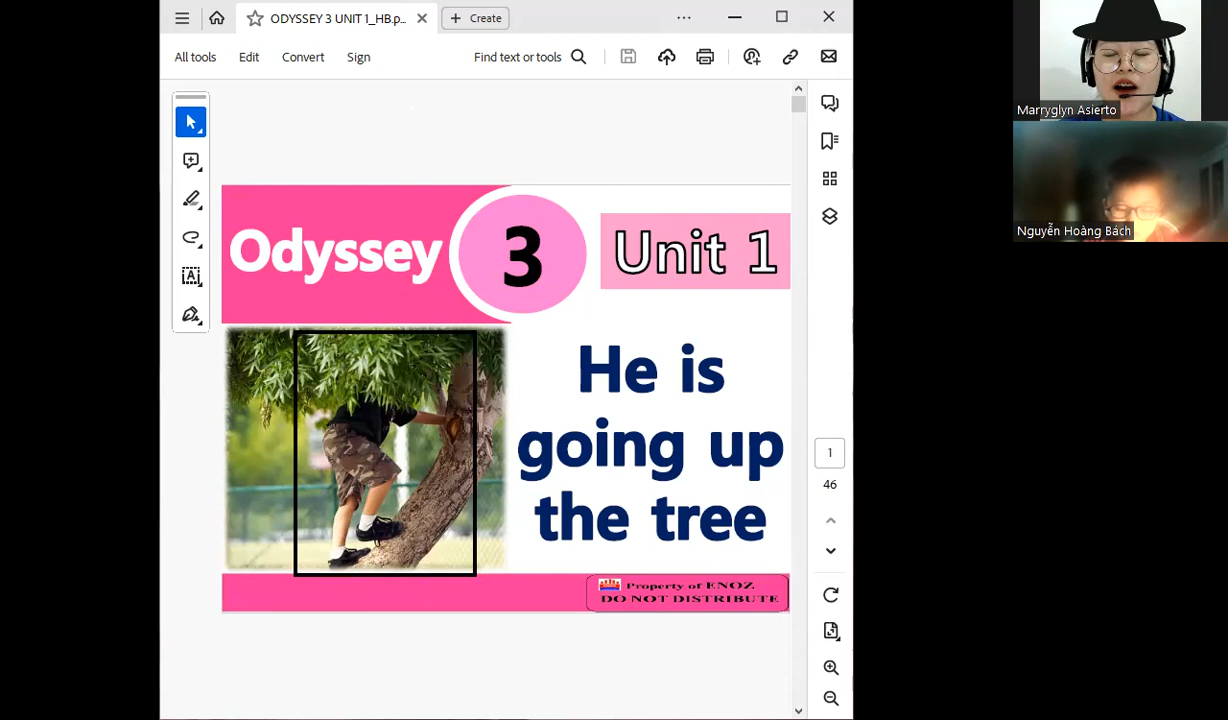 ODYSSEY 3 UNIT 1_HB.p...
Create
All tools
Edit
Convert
Sign
Find text or tools
Odyssey
3
Unit 1
He is
going up
the tree
Property of ENOZ
DO NOT DISTRIBUTE
1
46
Marryglyn Asierto
Nguyễn Hoàng Bách